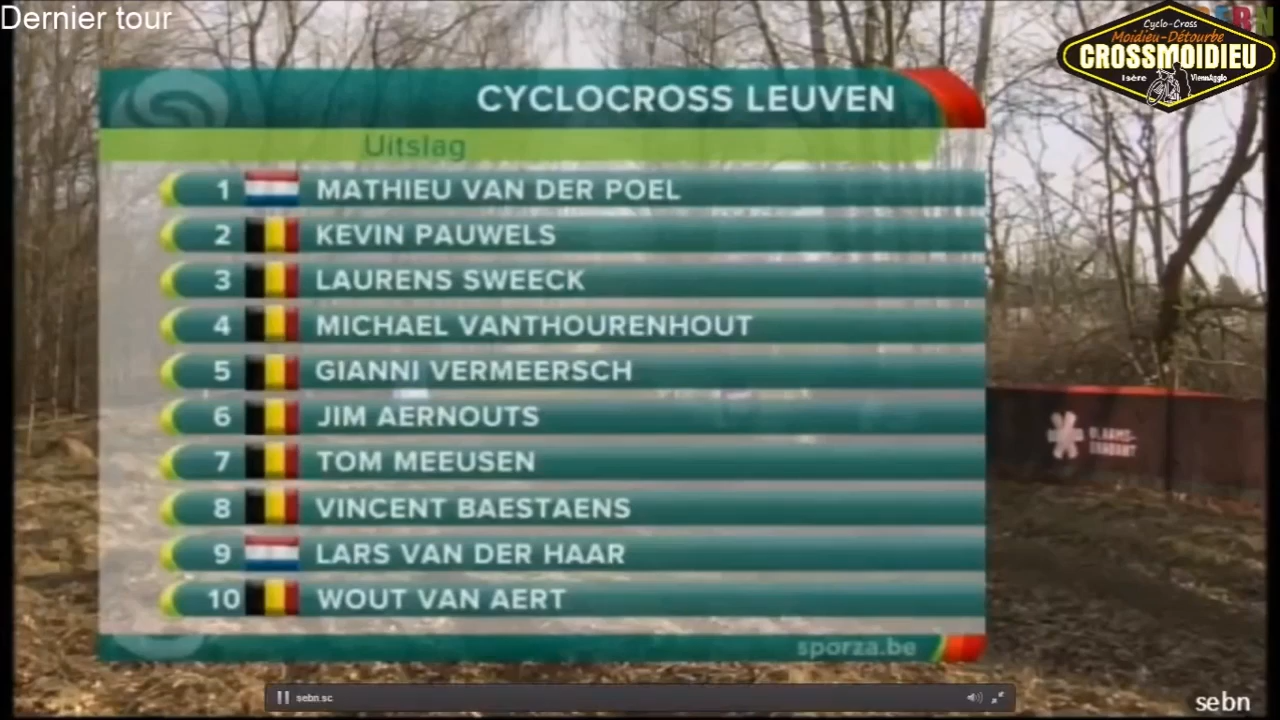 Dernier tour
Cyclo-Cross
Moidieu-Détourbe
CROSSMOIDIEU
Isère ViennAgglo
CYCLOCROSS LEUVEN
Uitslag
1 MATHIEU VAN DER POEL
2 KEVIN PAUWELS
3 LAURENS SWEECK
4 MICHAEL VANTHOURENHOUT
5 GIANNI VERMEERSCH
6 JIM AERNOUTS
7 TOM MEEUSEN
8 VINCENT BAESTAENS
9 LARS VAN DER HAAR
10 WOUT VAN AERT
sporza.be
sebn.sc
sebn